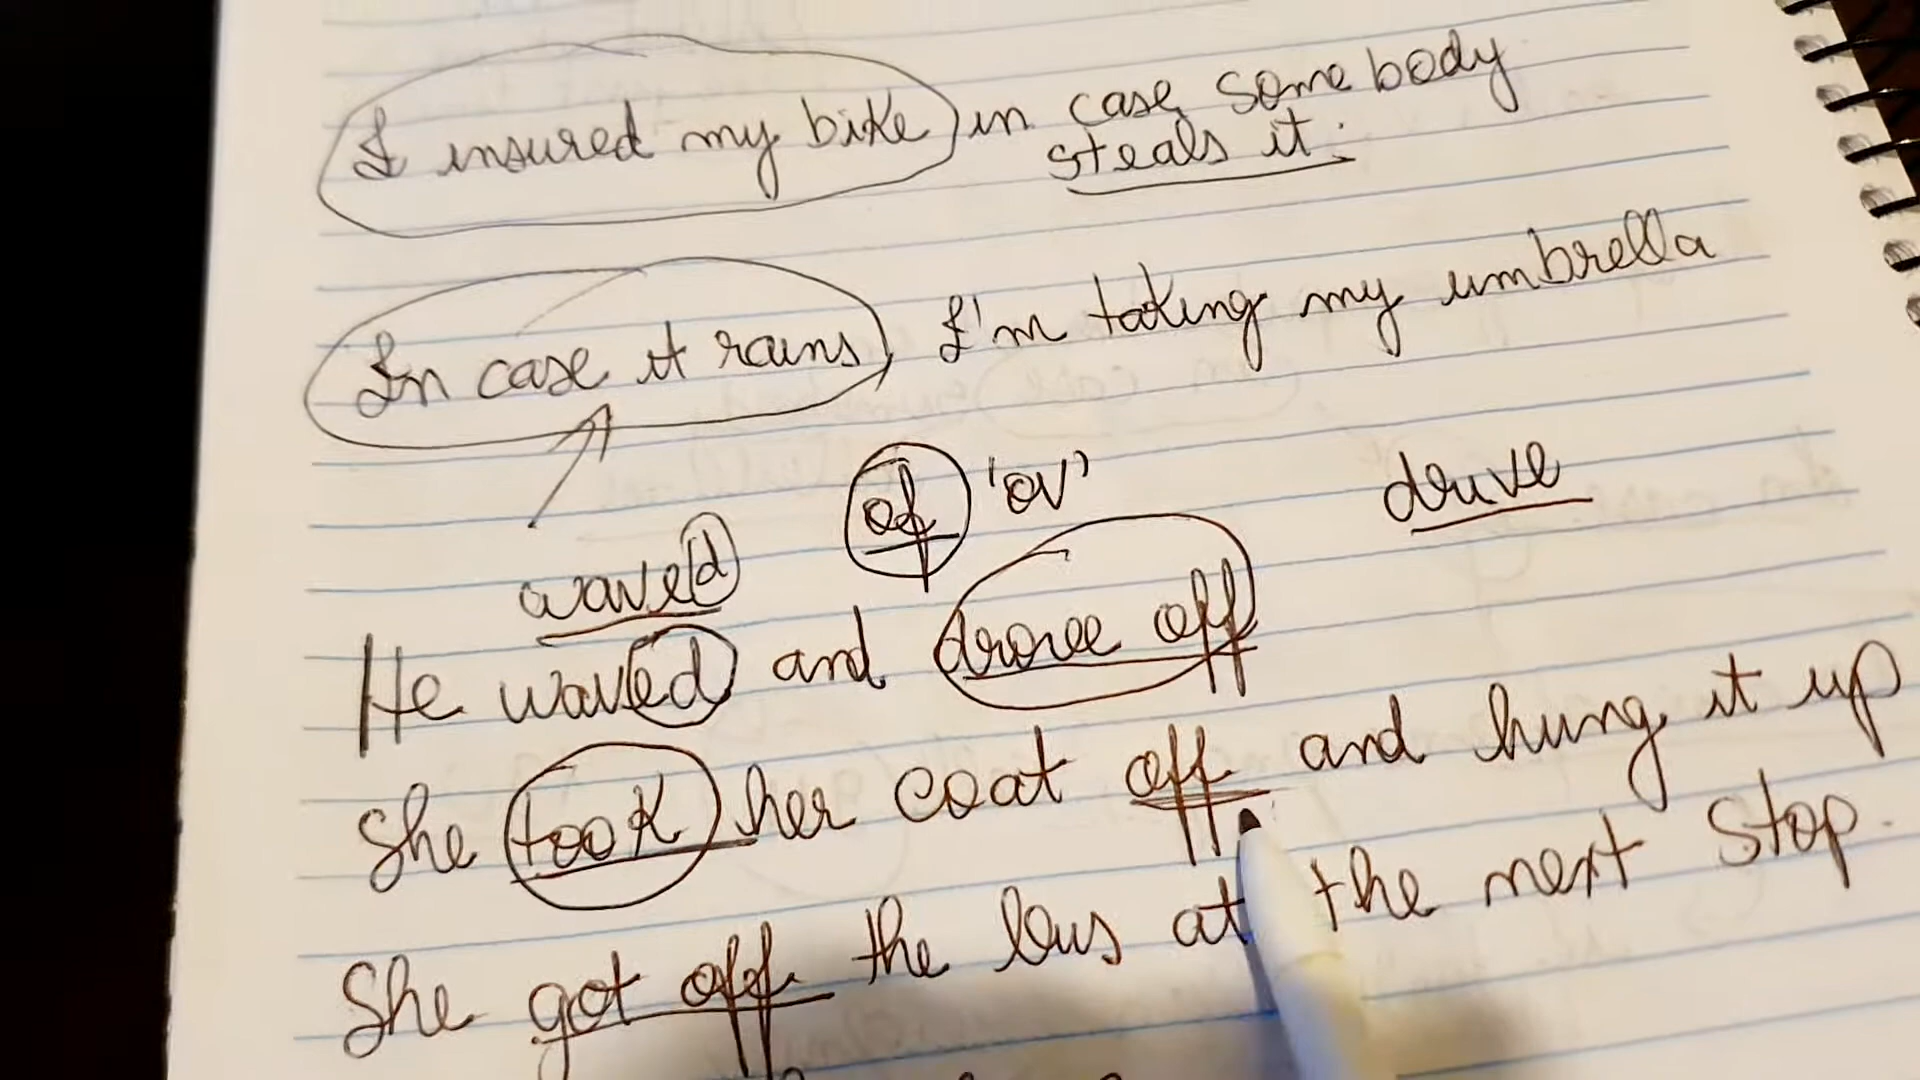 I insured my bike in case somebody
steals it.
In case it rains, I'm taking my umbrella
of 'ov' drive
waved
He waved and drove off
She took her coat off and hung it up
She got off the bus at the next stop.